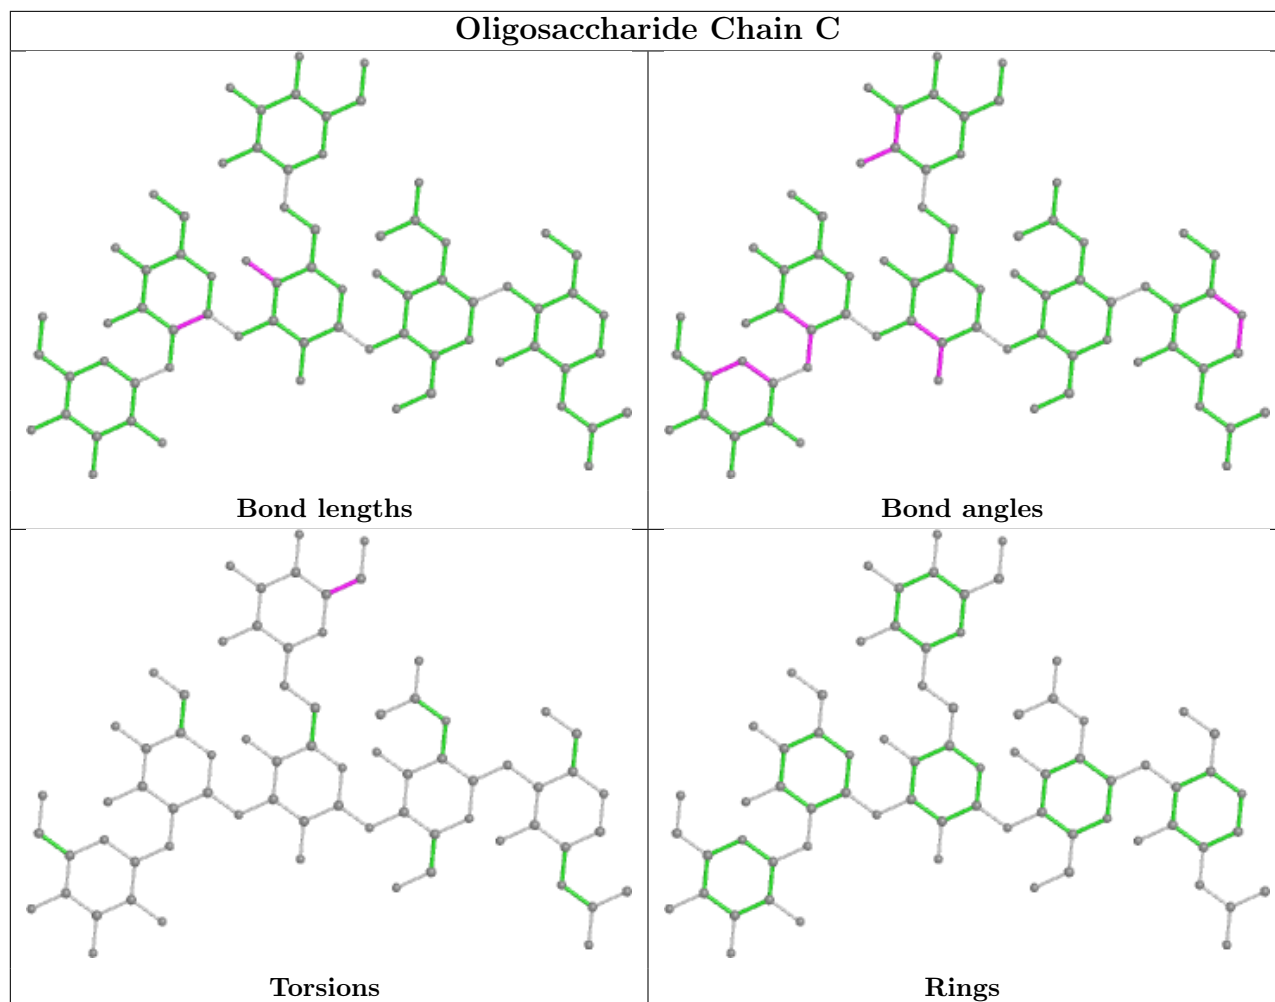 Oligosaccharide Chain C
Bond lengths
Bond angles
Torsions
Rings